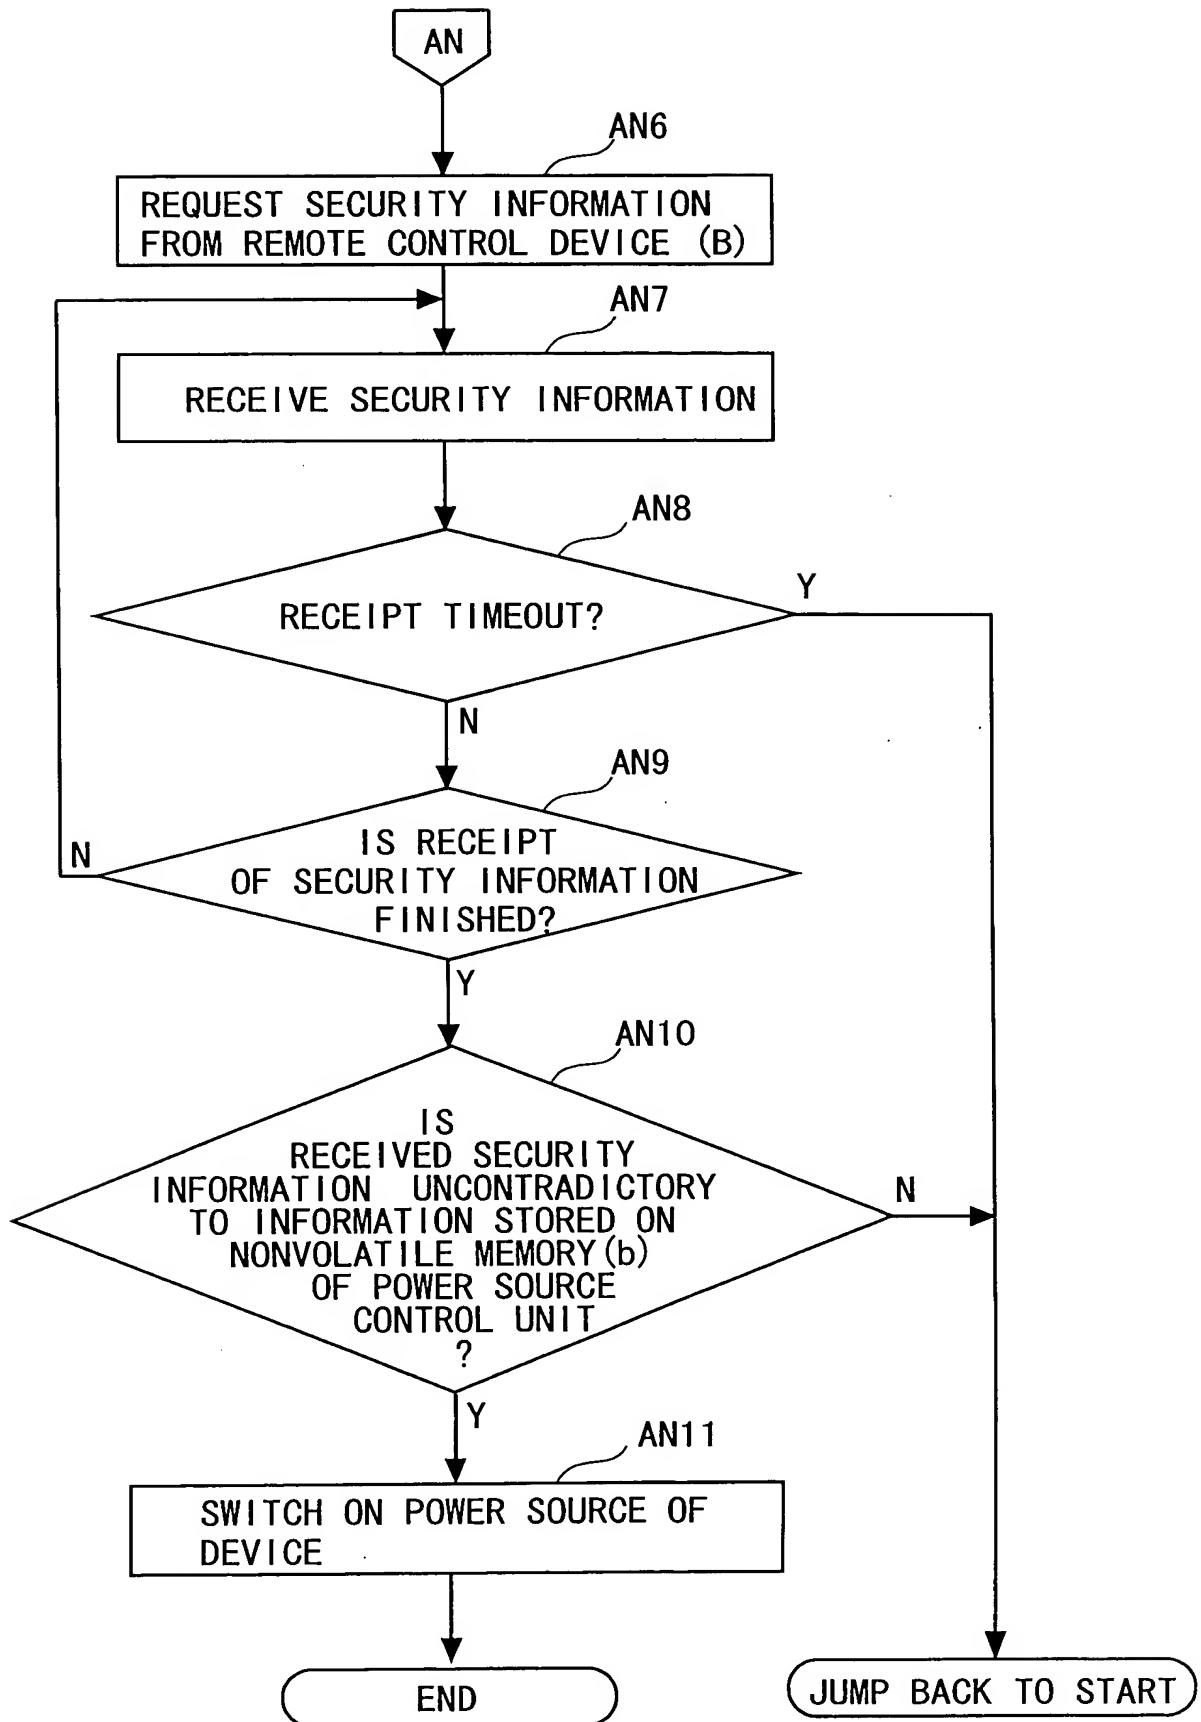 AN
AN6
REQUEST SECURITY INFORMATION
FROM REMOTE CONTROL DEVICE (B)
AN7
RECEIVE SECURITY INFORMATION
AN8
RECEIPT TIMEOUT?
Y
N
AN9
IS RECEIPT
OF SECURITY INFORMATION
FINISHED?
N
Y
AN10
IS
RECEIVED SECURITY
INFORMATION UNCONTRADICTORY
TO INFORMATION STORED ON
NONVOLATILE MEMORY(b)
OF POWER SOURCE
CONTROL UNIT
?
N
Y
AN11
SWITCH ON POWER SOURCE OF
DEVICE
END
JUMP BACK TO START